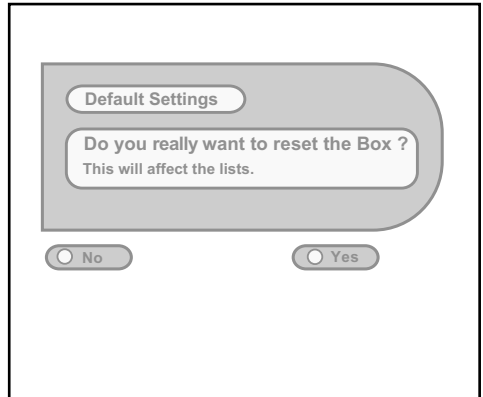 Default Settings
Do you really want to reset the Box ?
This will affect the lists.
No
Yes